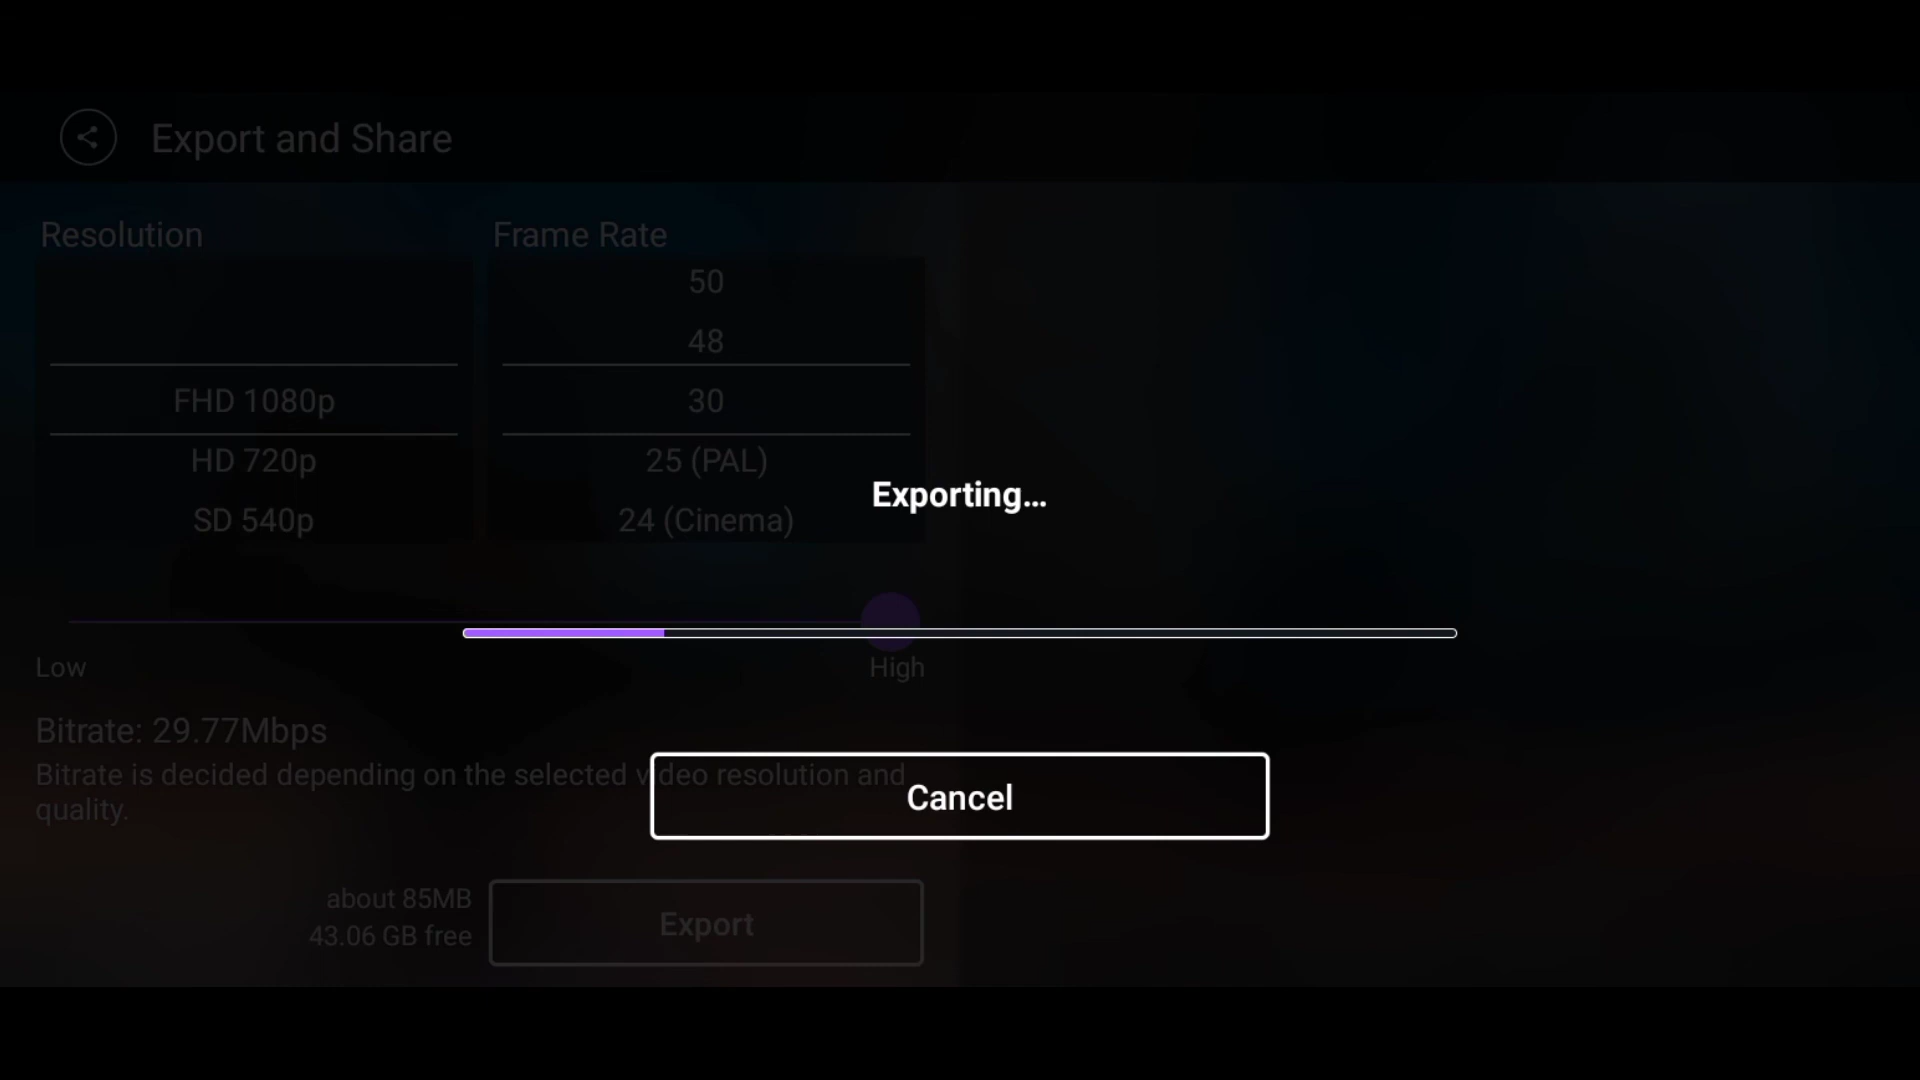 Export and Share
Resolution
Frame Rate
50
48
FHD 1080p
30
HD 720p
25 (PAL)
SD 540p
24 (Cinema)
Exporting...
Low
High
Bitrate: 29.77Mbps
Bitrate is decided depending on the selected video resolution and
quality.
Cancel
about 85MB
43.06 GB free
Export